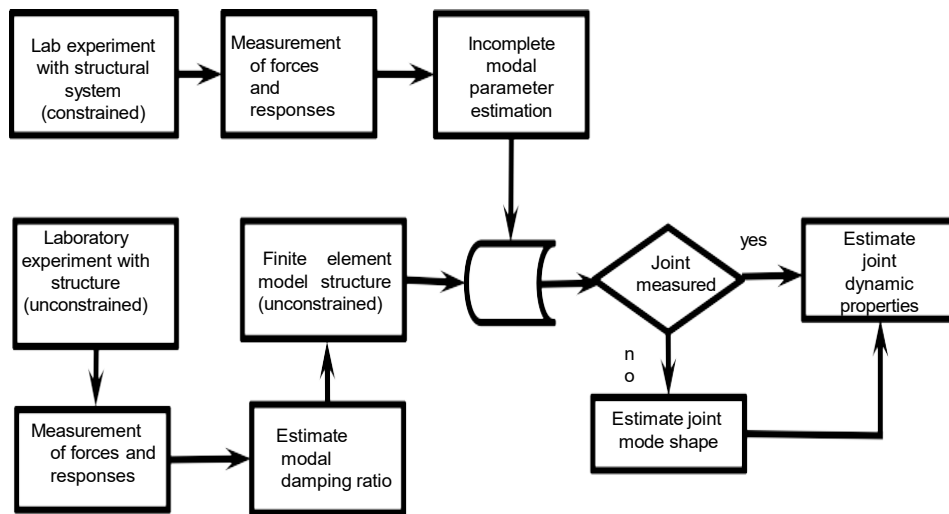 Lab experiment
with structural
system
(constrained)
Measurement
of forces
and
responses
Incomplete
modal
parameter
estimation
Laboratory
experiment with
structure
(unconstrained)
Finite element
model structure
(unconstrained)
Joint
measured
yes
Estimate
joint
dynamic
properties
n
o
Measurement
of forces and
responses
Estimate
modal
damping ratio
Estimate joint
mode shape